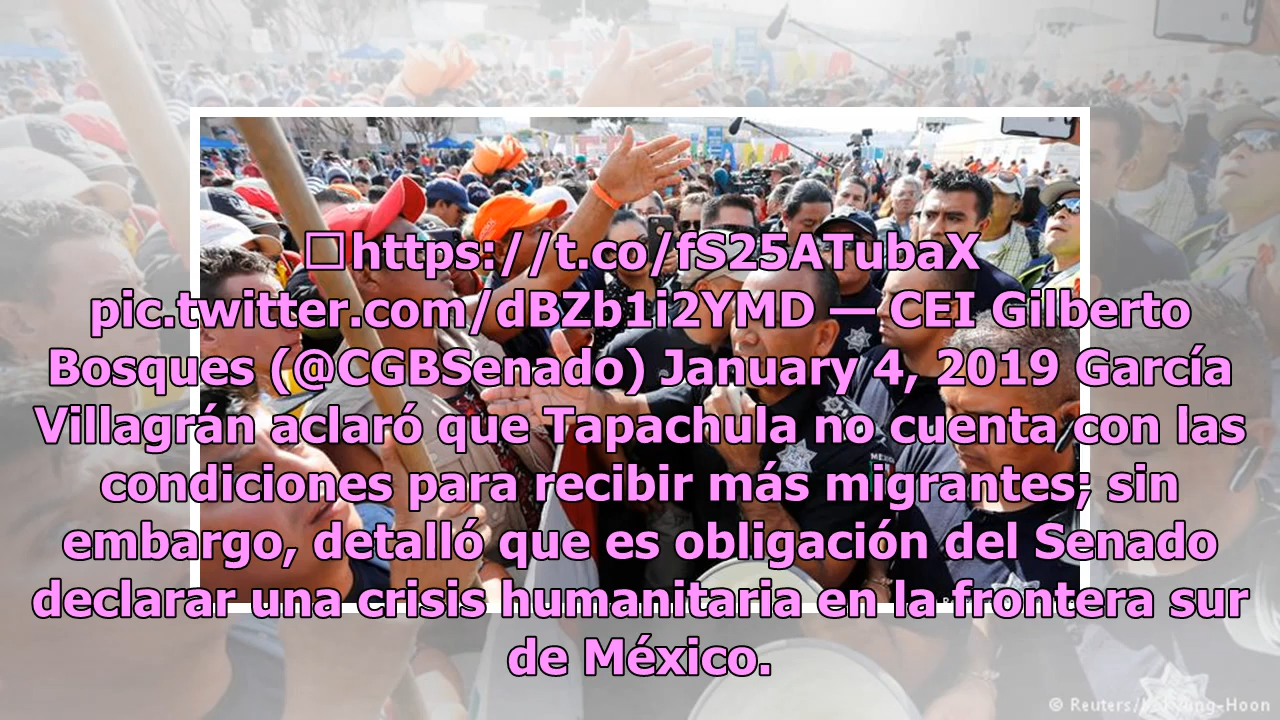 https://t.co/fS25ATubaX
pic.twitter.com/dBZb1i2YMD — CEI Gilberto
Bosques (@CGBSenado) January 4, 2019 García
Villagrán aclaró que Tapachula no cuenta con las
condiciones para recibir más migrantes; sin
embargo, detalló que es obligación del Senado
declarar una crisis humanitaria en la frontera sur
de México.
© Reuters/
-Hoon